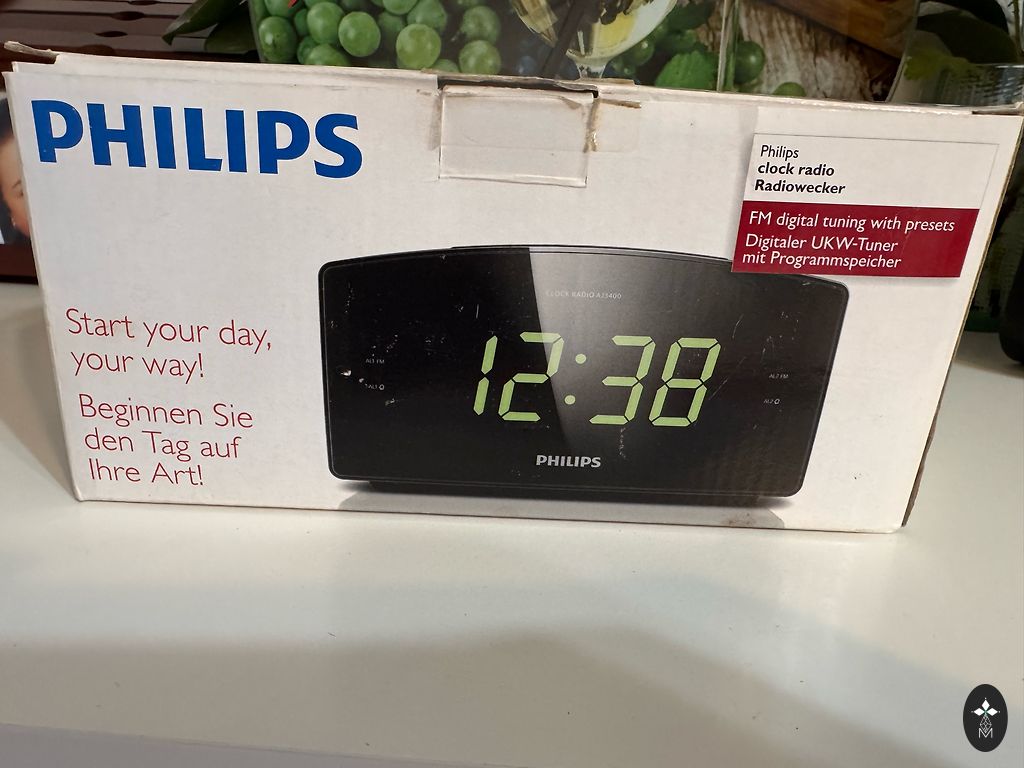 PHILIPS
Philips
clock radio
Radiowecker
FM digital tuning with presets
Digitaler UKW-Tuner
mit Programmspeicher
Start your day,
your way!
Beginnen Sie
den Tag auf
Ihre Art!
CLOCK RADIO AJ3400
AL1 FM
AL1
12:38
AL2 FM
AL2
PHILIPS